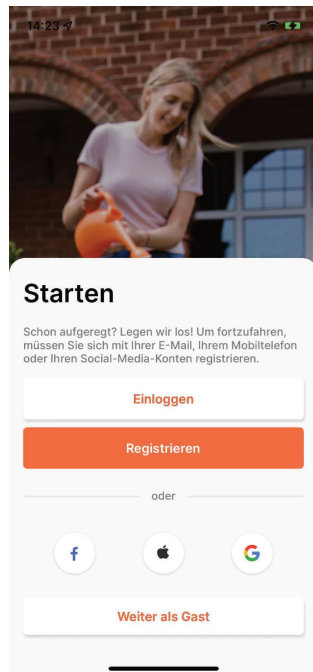 14:23
Starten
Schon aufgeregt? Legen wir los! Um fortzufahren,
müssen Sie sich mit Ihrer E-Mail, Ihrem Mobiltelefon
oder Ihren Social-Media-Konten registrieren.
Einloggen
Registrieren
oder
Weiter als Gast